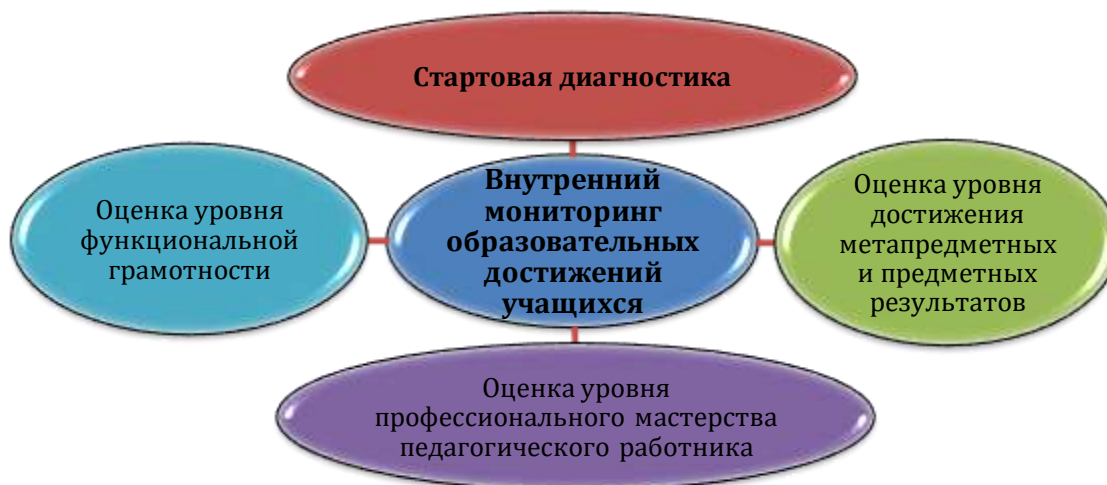 Стартовая диагностика
Оценка уровня
функциональной
грамотности
Внутренний
мониторинг
образовательных
достижений
учащихся
Оценка уровня
достижения
метапредметных
и предметных
результатов
Оценка уровня
профессионального мастерства
педагогического работника